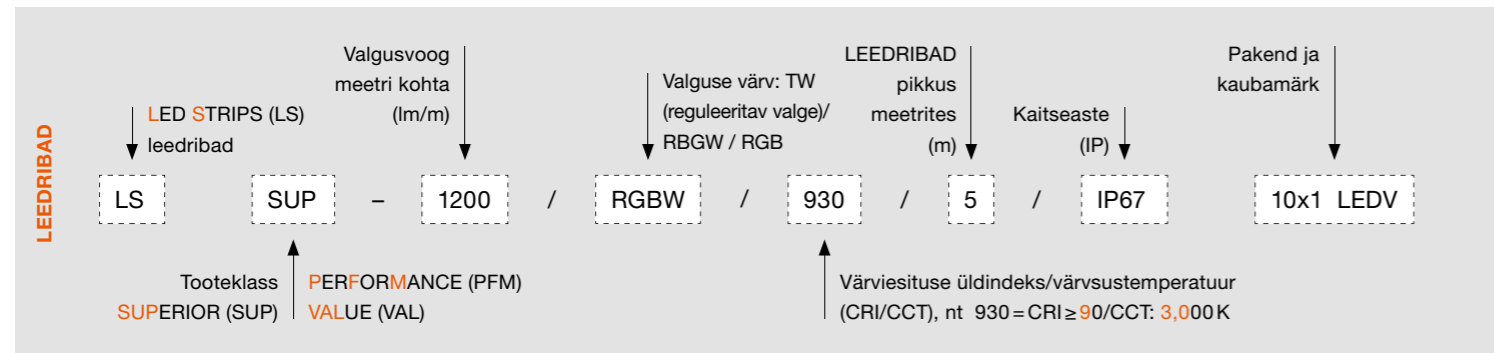 LEEDRIBAD
LED STRIPS (LS)
leedribad
Valgusvoog
meetri kohta
(lm/m)
Valguse värv: TW
(reguleeritav valge)/
RBGW / RGB
LEEDRIBAD
pikkus
meetrites
(m)
Kaitseaste
(IP)
Pakend ja
kaubamärk
LS SUP – 1200 / RGBW / 930 / 5 / IP67 10x1 LEDV
Tooteklass
SUPERIOR (SUP)
PERFORMANCE (PFM)
VALUE (VAL)
Värviesituse üldindeks/värvsustemperatuur
(CRI/CCT), nt 930 = CRI ≥ 90/CCT: 3,000 K